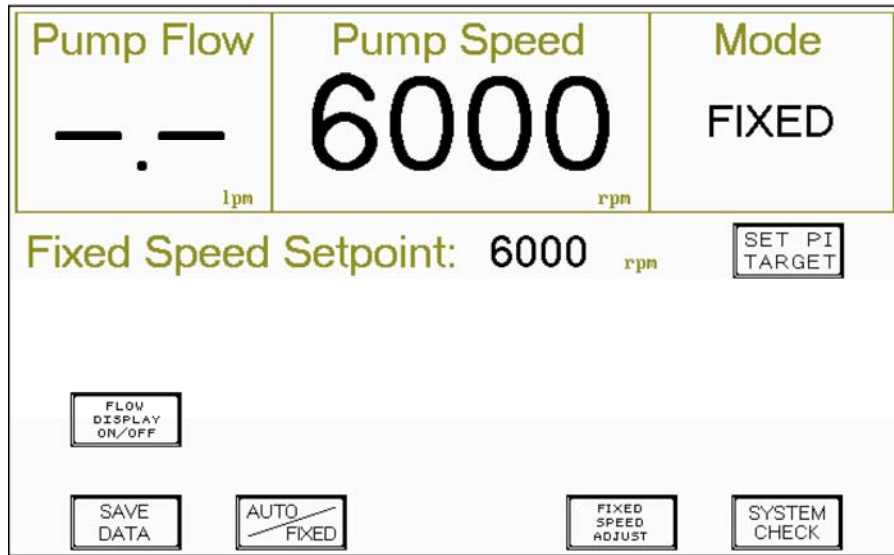 Pump Flow
Pump Speed
Mode
-.-
6000
FIXED
lpm
rpm
Fixed Speed Setpoint: 6000 rpm
SET PI
TARGET
FLOW
DISPLAY
ON/OFF
SAVE
DATA
AUTO
FIXED
FIXED
SPEED
ADJUST
SYSTEM
CHECK